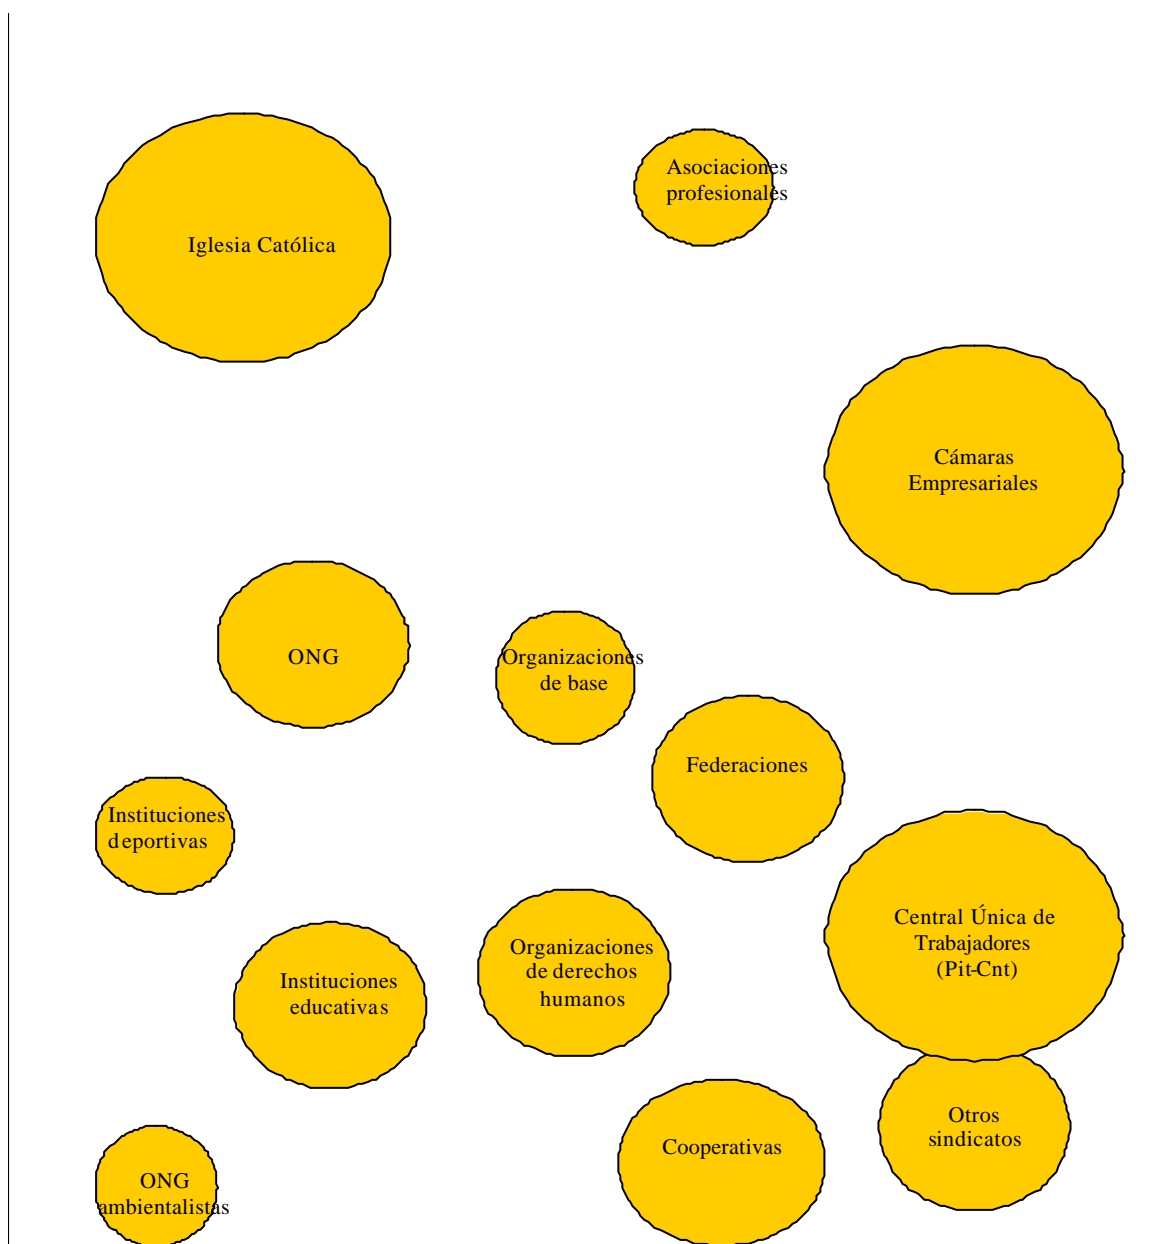 Asociaciones
profesionales
Iglesia Católica
Cámaras
Empresariales
ONG
Organizaciones
de base
Federaciones
Instituciones
deportivas
Central Única de
Trabajadores
(Pit-Cnt)
Organizaciones
de derechos
humanos
Instituciones
educativas
Otros
sindicatos
Cooperativas
ONG
ambientalistas